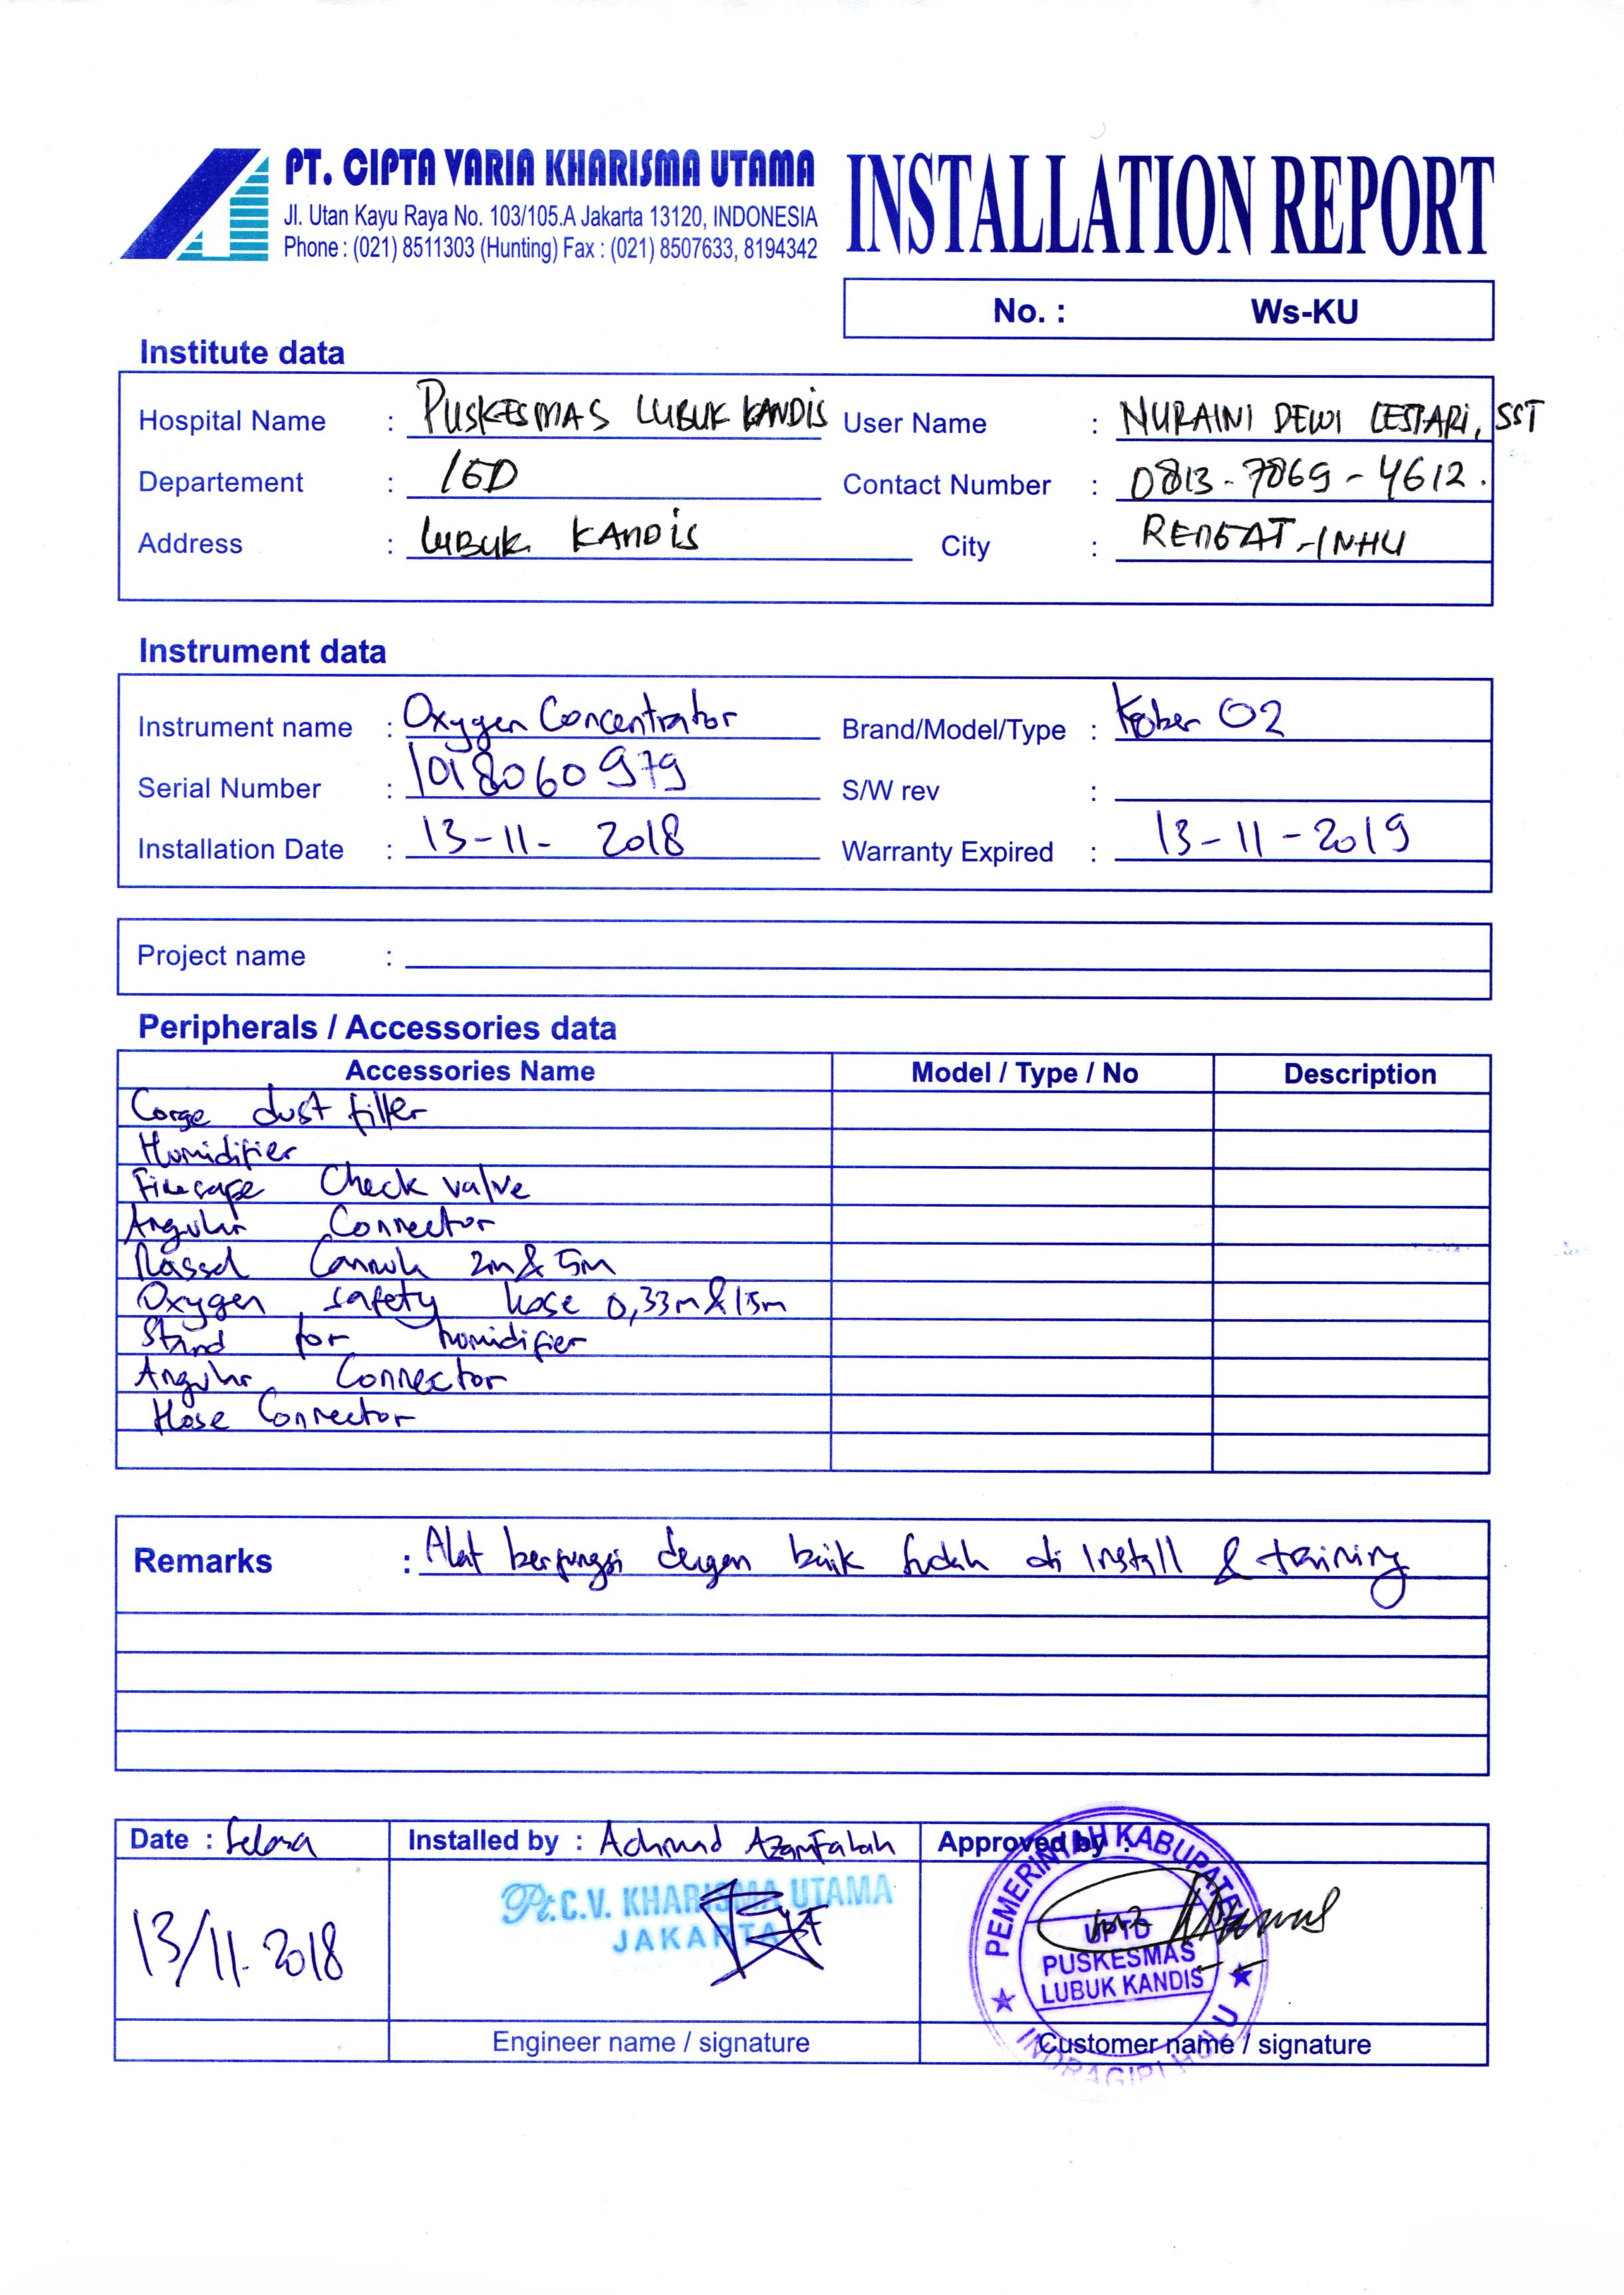 PT. CIPTA VARIA KHARISMA UTAMA
Jl. Utan Kayu Raya No. 103/105.A Jakarta 13120, INDONESIA
Phone : (021) 8511303 (Hunting) Fax : (021) 8507633, 8194342
INSTALLATION REPORT
No. : Ws-KU
Institute data
Hospital Name : PUSKESMAS LUBUK KANDIS User Name : NURAINI DEWI LESTARI, SST
Departement : IGD Contact Number : 0813-7869-4612.
Address : LUBUK KANDIS City : RENGAT-INHU
Instrument data
Instrument name : Oxygen Concentrator Brand/Model/Type : Kröber O2
Serial Number : 1018060979 S/W rev :
Installation Date : 13-11- 2018 Warranty Expired : 13-11-2019
Project name :
Peripherals / Accessories data
Accessories Name Model / Type / No Description
dust filter
Humidifier
Check valve
Angular Connector
Nassal Cannula 2m & 5m
Oxygen safety hose 0,33m & 15m
Stand for humidifier
Angular Connector
Hose Connector
Remarks : Alat berfungsi dengan baik sudah di Install & training
Date : Selasa Installed by : Achmad Azamfalah Approved by :
13/11.2018
Pt.C.V. KHARISMA UTAMA
JAKARTA
PEMERINTAH KABUPATEN
UPTD
PUSKESMAS
LUBUK KANDIS
INDRAGIRI HULU
Engineer name / signature Customer name / signature